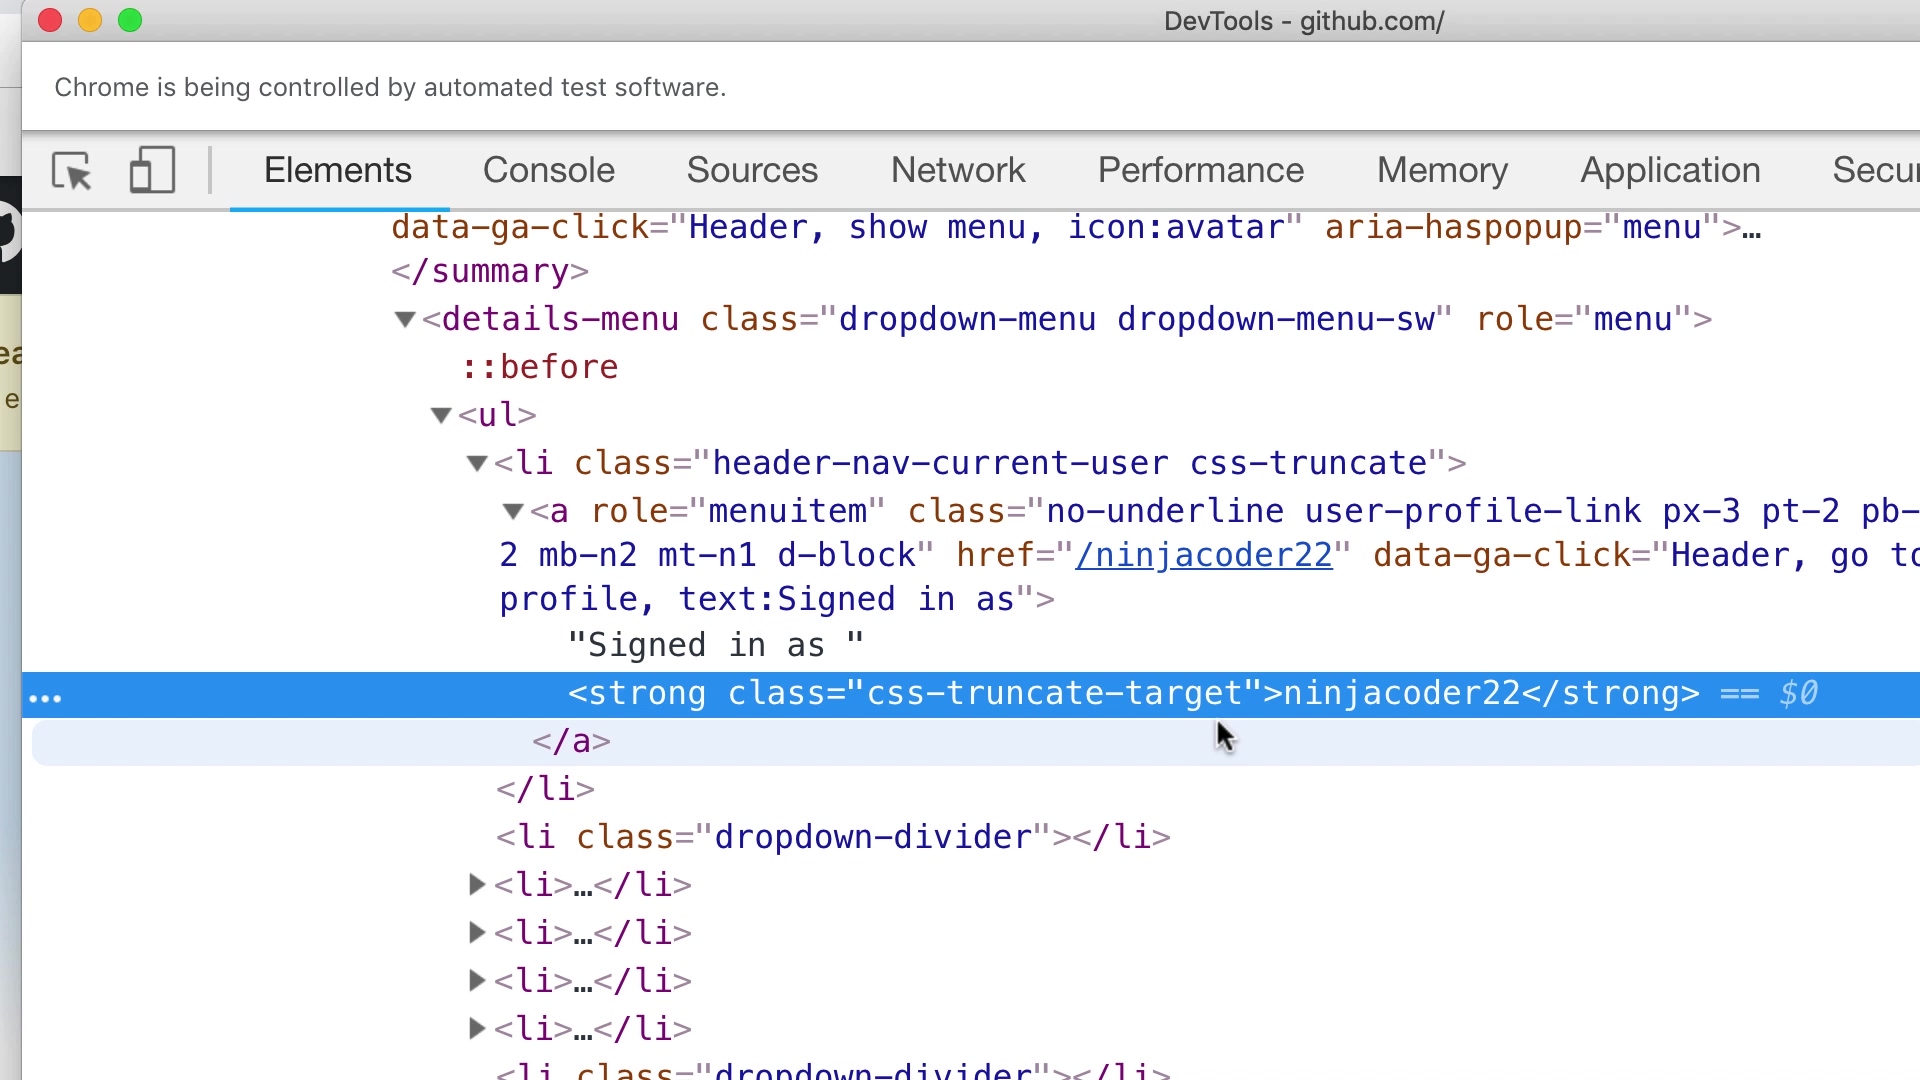 DevTools - github.com/
Chrome is being controlled by automated test software.
Elements Console Sources Network Performance Memory Application Secur
data-ga-click="Header, show menu, icon:avatar" aria-haspopup="menu">…
</summary>
<details-menu class="dropdown-menu dropdown-menu-sw" role="menu">
::before
<ul>
<li class="header-nav-current-user css-truncate">
<a role="menuitem" class="no-underline user-profile-link px-3 pt-2 pb-
2 mb-n2 mt-n1 d-block" href="/ninjacoder22" data-ga-click="Header, go to
profile, text:Signed in as">
"Signed in as "
… <strong class="css-truncate-target">ninjacoder22</strong> == $0
</a>
</li>
<li class="dropdown-divider"></li>
<li>…</li>
<li>…</li>
<li>…</li>
<li>…</li>
<li class="dropdown-divider"></li>